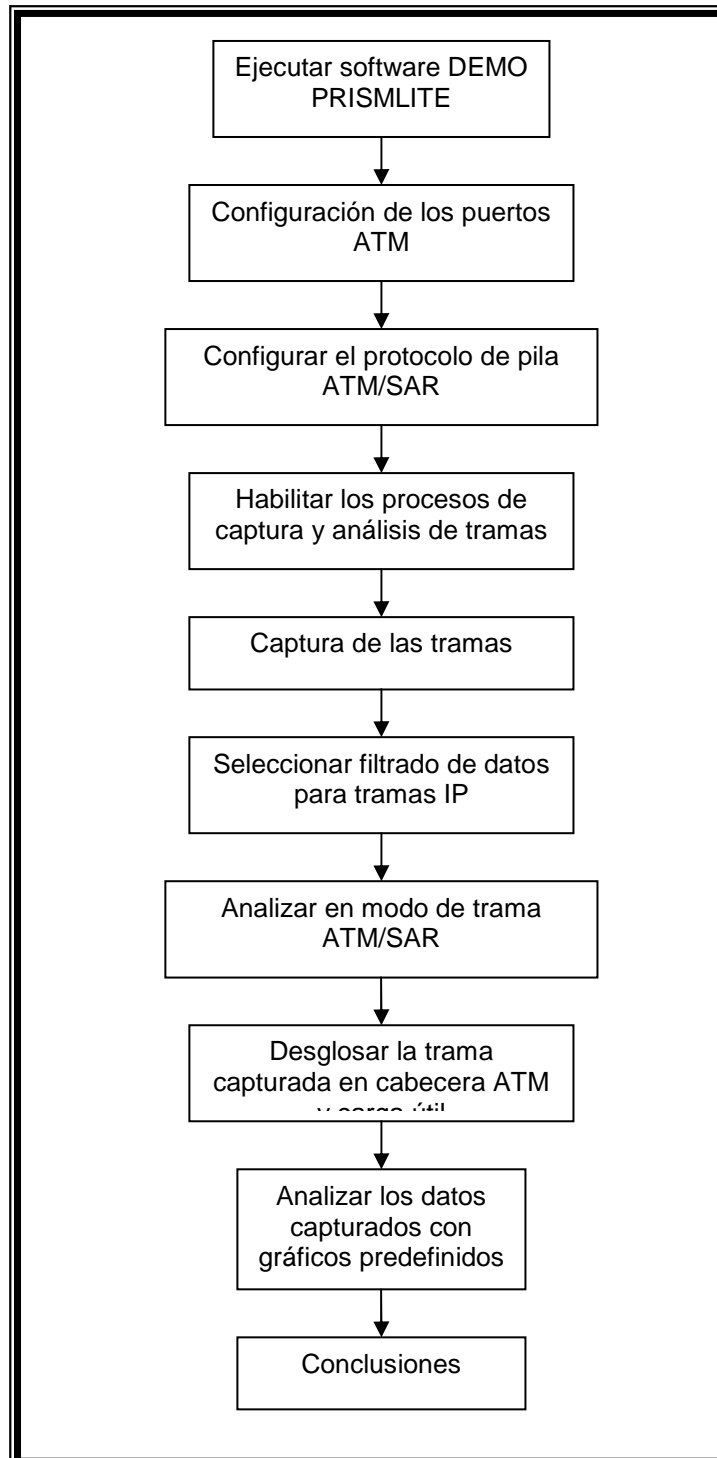 Ejecutar software DEMO
PRISMLITE
Configuración de los puertos
ATM
Configurar el protocolo de pila
ATM/SAR
Habilitar los procesos de
captura y análisis de tramas
Captura de las tramas
Seleccionar filtrado de datos
para tramas IP
Analizar en modo de trama
ATM/SAR
Desglosar la trama
capturada en cabecera ATM
y carga útil
Analizar los datos
capturados con
gráficos predefinidos
Conclusiones